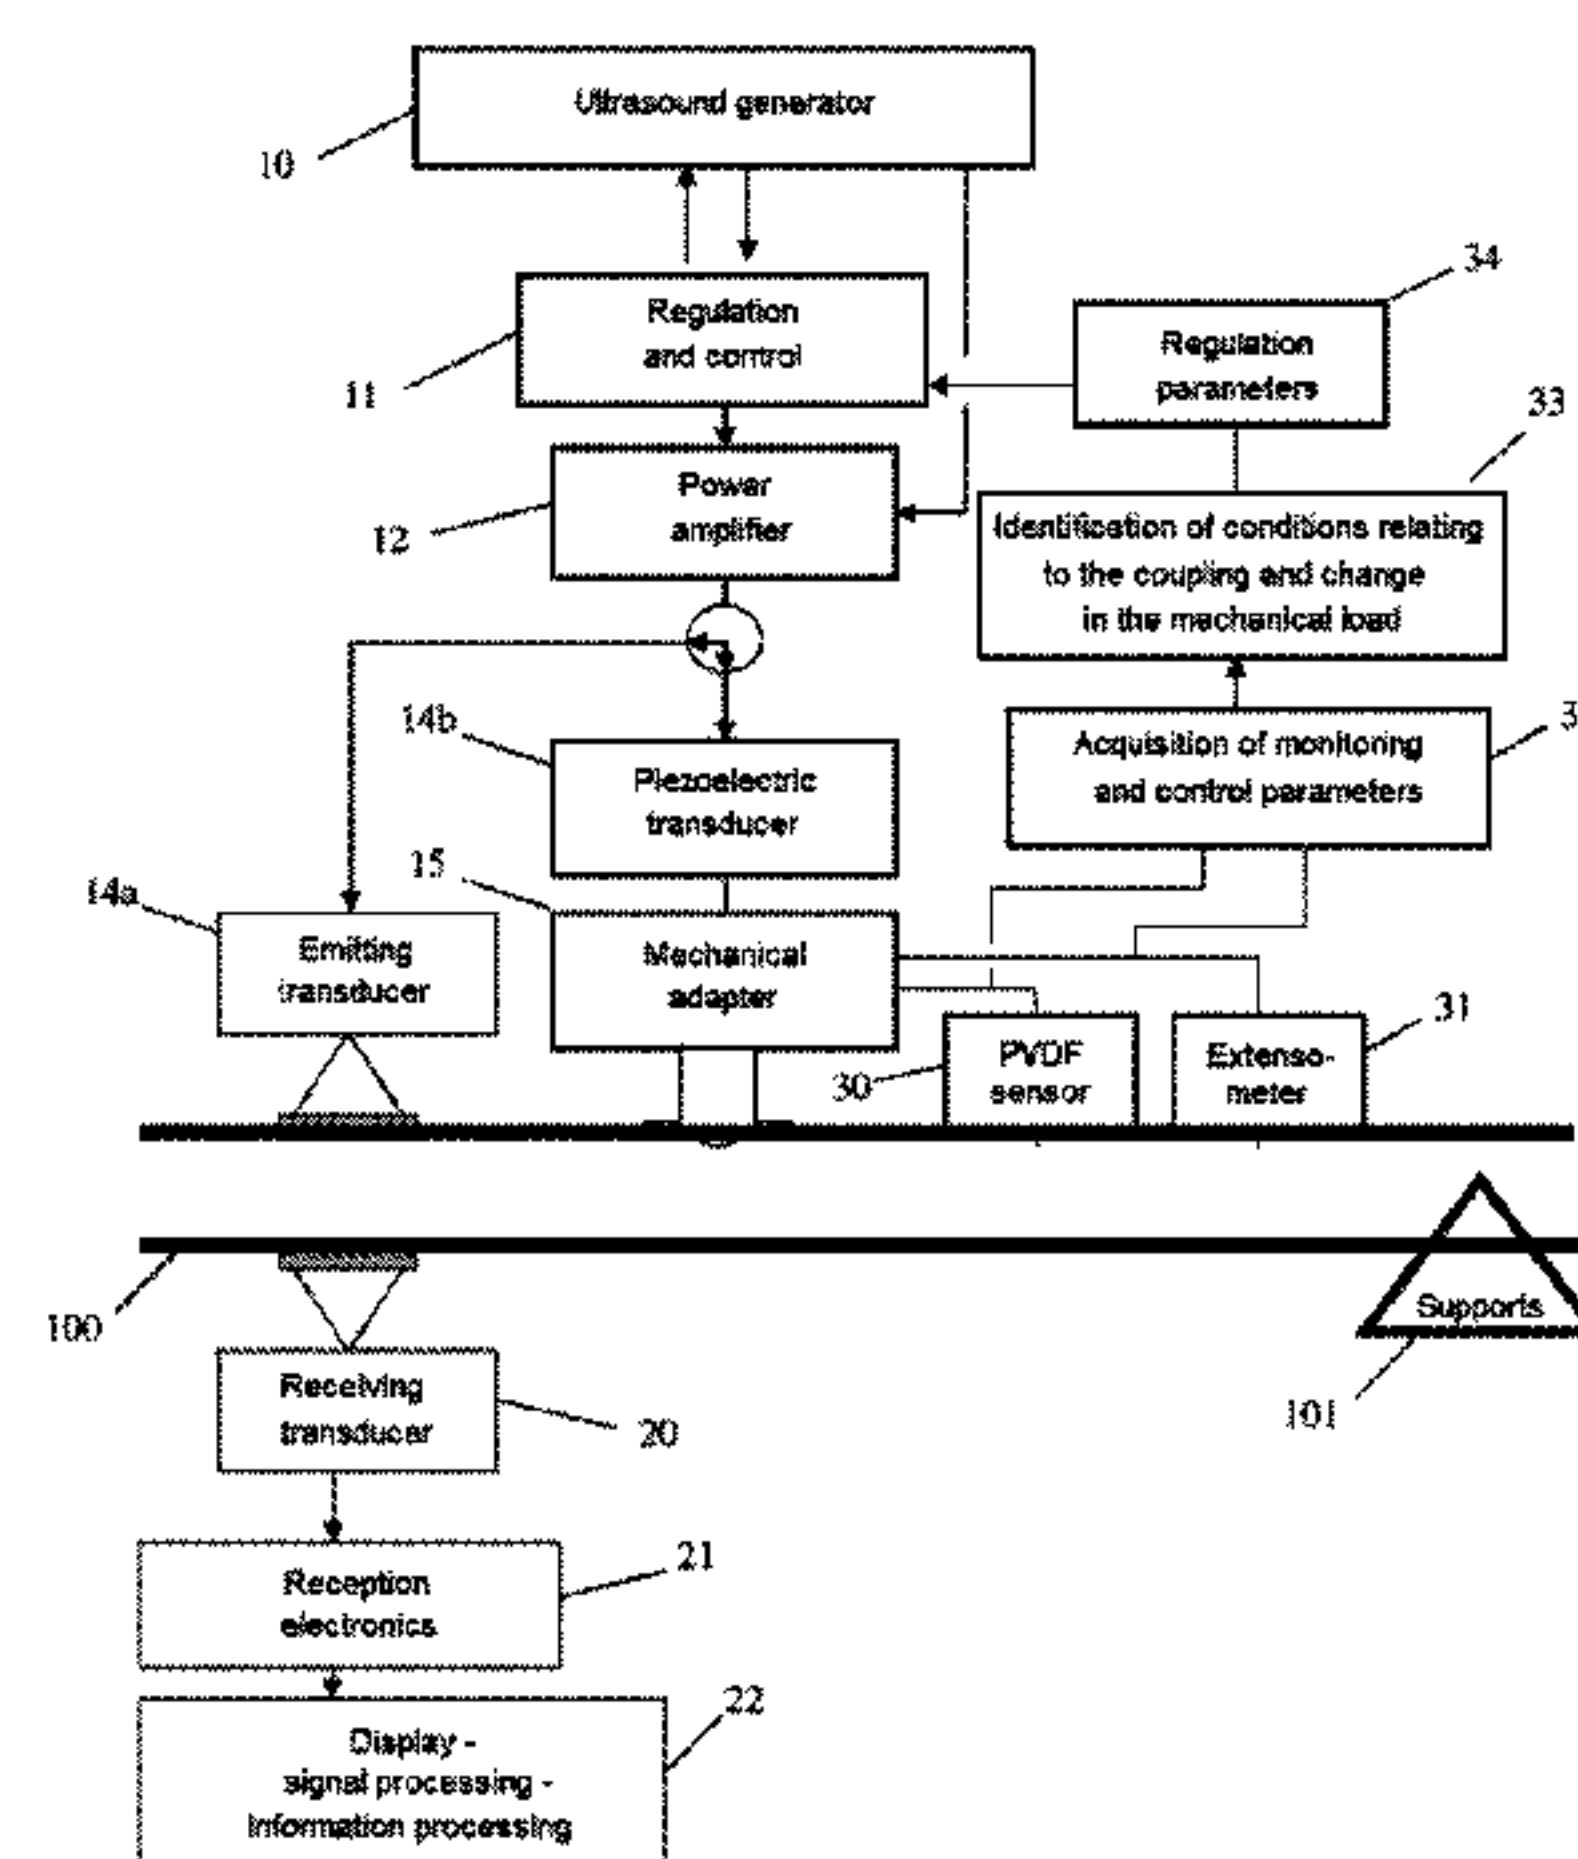 Ultrasound generator
10
34
Regulation
and control
Regulation
parameters
11
33
Power
amplifier
12
Identification of conditions relating
to the coupling and change
in the mechanical load
14b
3
Acquisition of monitoring
and control parameters
Piezoelectric
transducer
15
14a
Emitting
transducer
Mechanical
adapter
31
PVDF
sensor
30
Extenso-
meter
Supports
100
Receiving
transducer
20
101
21
Reception
electronics
22
Display -
signal processing -
information processing